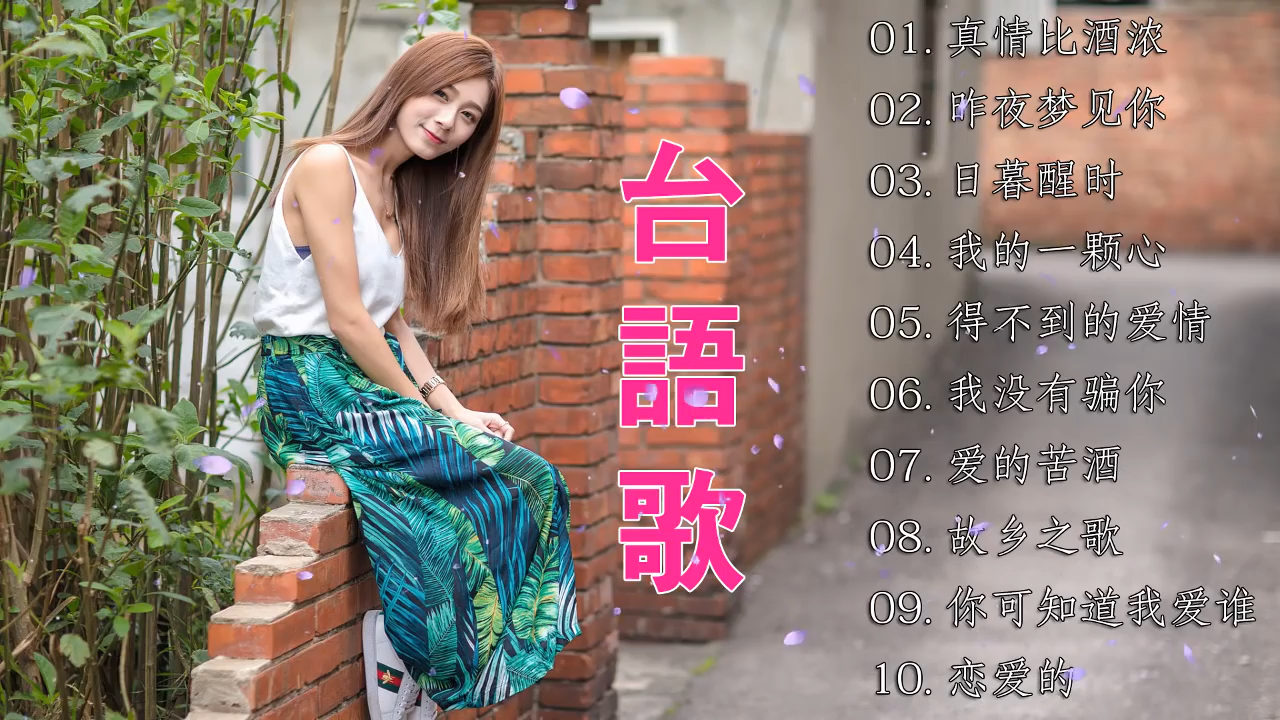 台語歌
01. 真情比酒浓
02. 昨夜梦见你
03. 日暮醒时
04. 我的一颗心
05. 得不到的爱情
06. 我没有骗你
07. 爱的苦酒
08. 故乡之歌
09. 你可知道我爱谁
10. 恋爱的